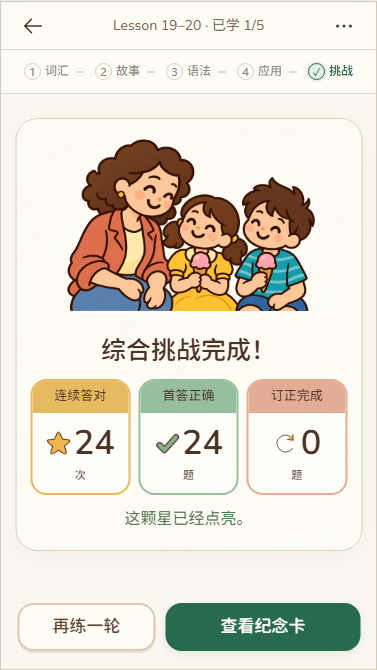 Lesson 19–20 · 已学 1/5
1 词汇 – 2 故事 – 3 语法 – 4 应用 – 挑战
综合挑战完成！
连续答对 首答正确 订正完成
24 24 0
次 题 题
这颗星已经点亮。
再练一轮 查看纪念卡